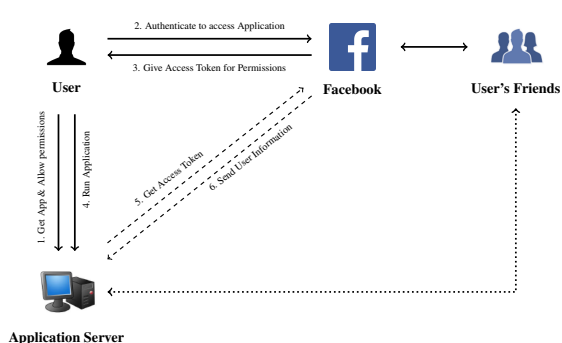 2. Authenticate to access Application
3. Give Access Token for Permissions
User
Facebook
User's Friends
1. Get App & Allow permissions
4. Run Application
5. Get Access Token
6. Send User Information
Application Server